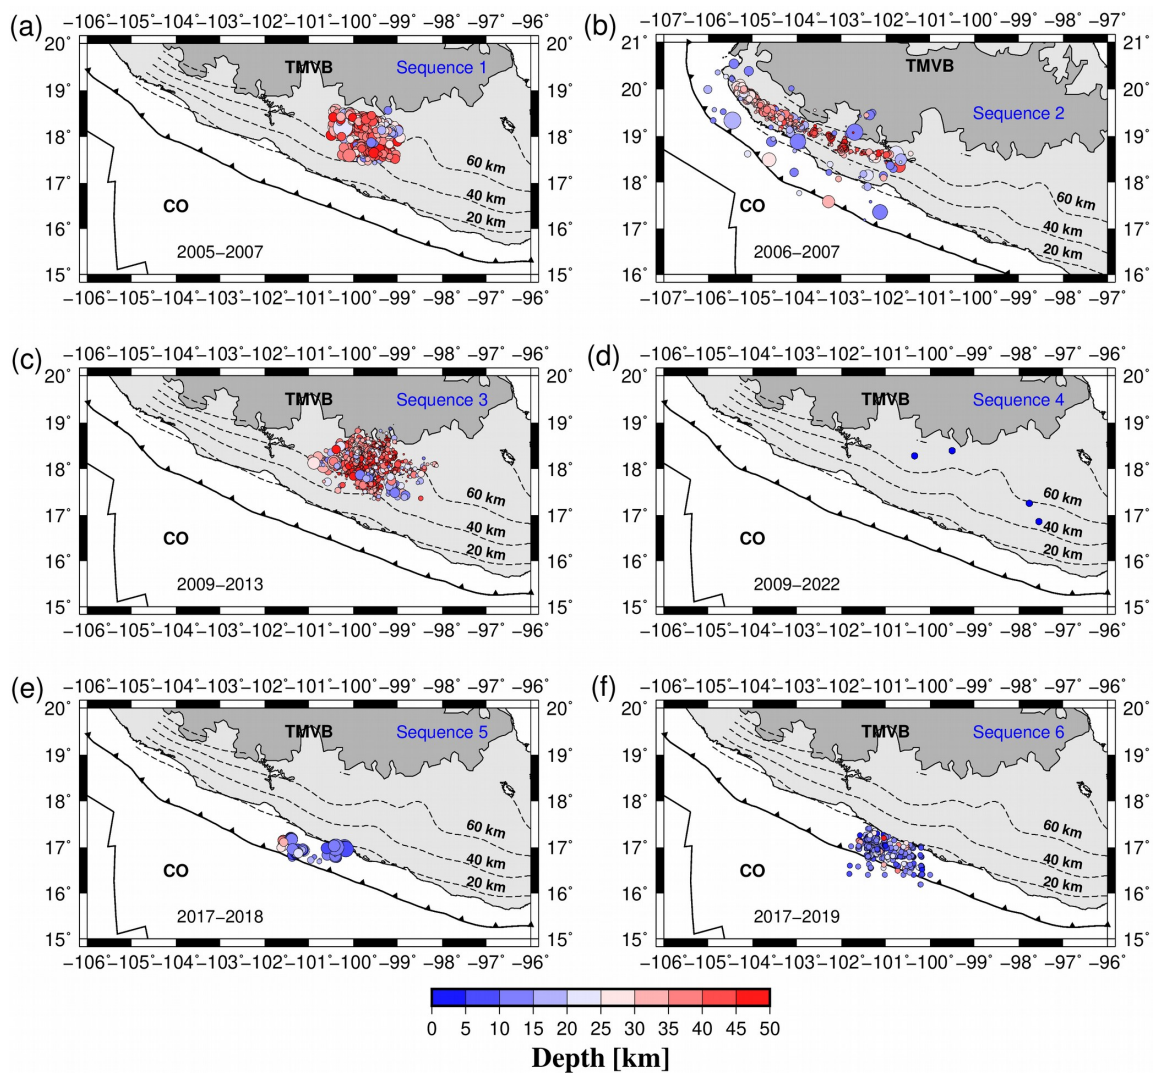 (a)
−106˚−105˚−104˚−103˚−102˚−101˚−100˚ −99˚ −98˚ −97˚ −96˚
20˚ 20˚
TMVB
Sequence 1
19˚ 19˚
18˚ 18˚
60 km
17˚ 17˚
40 km
CO
20 km
16˚ 16˚
2005−2007
15˚ 15˚
−106˚−105˚−104˚−103˚−102˚−101˚−100˚ −99˚ −98˚ −97˚ −96˚
(b)
−107˚−106˚−105˚−104˚−103˚−102˚−101˚−100˚ −99˚ −98˚ −97˚ −96˚
21˚ 21˚
TMVB
20˚ 20˚
Sequence 2
19˚ 19˚
60 km
18˚ 18˚
CO
40 km
17˚ 17˚
20 km
2006−2007
16˚ 16˚
−107˚−106˚−105˚−104˚−103˚−102˚−101˚−100˚ −99˚ −98˚ −97˚ −96˚
(c)
−106˚−105˚−104˚−103˚−102˚−101˚−100˚ −99˚ −98˚ −97˚ −96˚
20˚ 20˚
TMVB
Sequence 3
19˚ 19˚
18˚ 18˚
60 km
17˚ 17˚
40 km
CO
20 km
16˚ 16˚
2009−2013
15˚ 15˚
−106˚−105˚−104˚−103˚−102˚−101˚−100˚ −99˚ −98˚ −97˚ −96˚
(d)
−106˚−105˚−104˚−103˚−102˚−101˚−100˚ −99˚ −98˚ −97˚ −96˚
20˚ 20˚
TMVB
Sequence 4
19˚ 19˚
18˚ 18˚
60 km
17˚ 17˚
40 km
CO
20 km
16˚ 16˚
2009−2022
15˚ 15˚
−106˚−105˚−104˚−103˚−102˚−101˚−100˚ −99˚ −98˚ −97˚ −96˚
(e)
−106˚−105˚−104˚−103˚−102˚−101˚−100˚ −99˚ −98˚ −97˚ −96˚
20˚ 20˚
TMVB
Sequence 5
19˚ 19˚
18˚ 18˚
60 km
17˚ 17˚
40 km
CO
20 km
16˚ 16˚
2017−2018
15˚ 15˚
−106˚−105˚−104˚−103˚−102˚−101˚−100˚ −99˚ −98˚ −97˚ −96˚
(f)
−106˚−105˚−104˚−103˚−102˚−101˚−100˚ −99˚ −98˚ −97˚ −96˚
20˚ 20˚
TMVB
Sequence 6
19˚ 19˚
18˚ 18˚
60 km
17˚ 17˚
40 km
CO
20 km
16˚ 16˚
2017−2019
15˚ 15˚
−106˚−105˚−104˚−103˚−102˚−101˚−100˚ −99˚ −98˚ −97˚ −96˚
0 5 10 15 20 25 30 35 40 45 50
Depth [km]